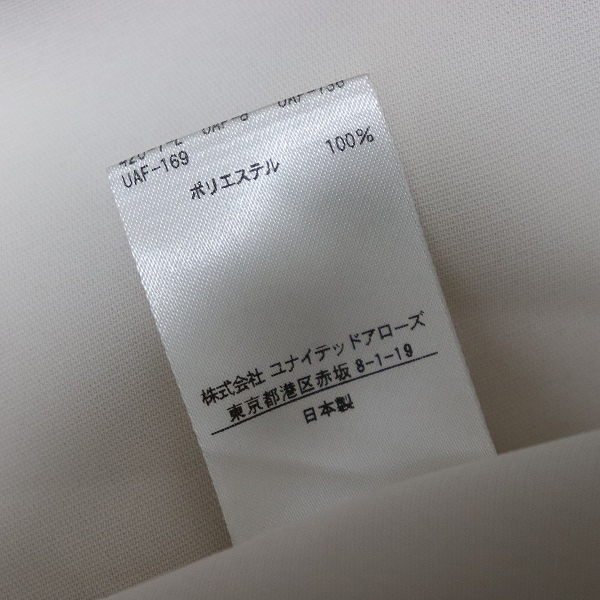 UAF-169
ポリエステル 100%
株式会社 ユナイテッドアローズ
東京都港区赤坂 8-1-19
日本製